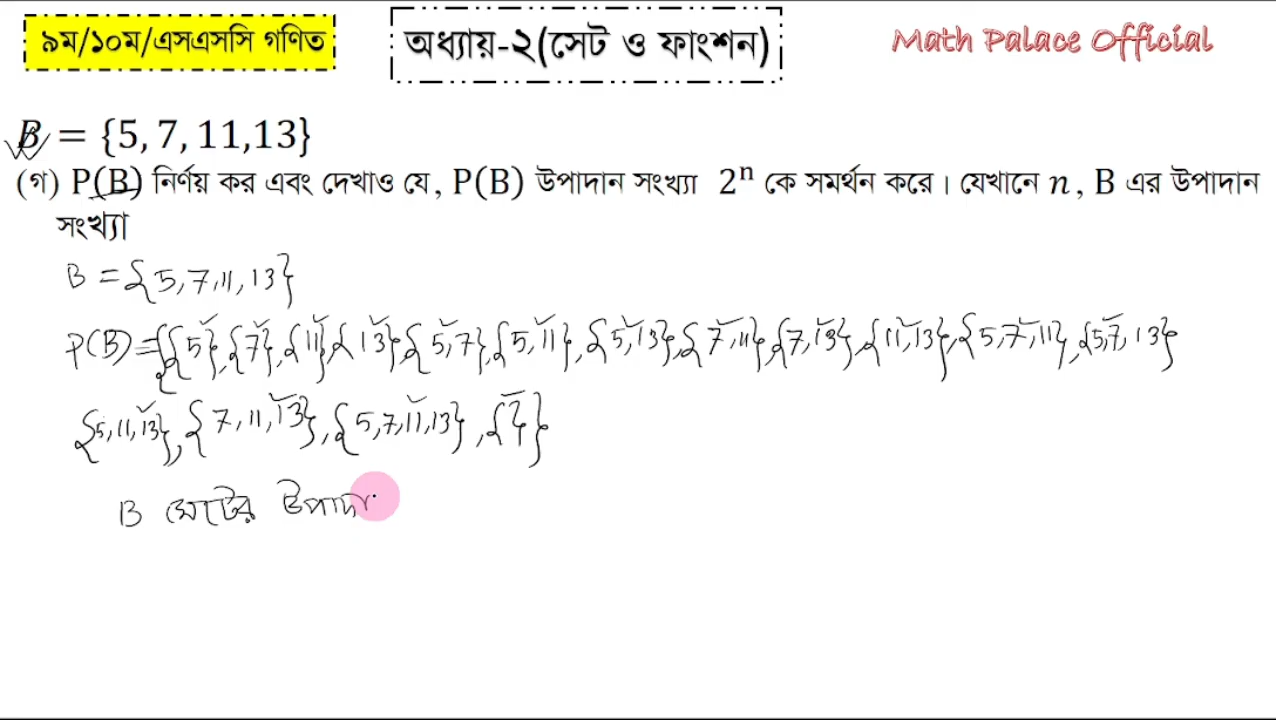 ৯ম/১০ম/এসএসসি গণিত
অধ্যায়-২(সেট ও ফাংশন)
Math Palace Official
B = {5, 7, 11,13}
(গ) P(B) নির্ণয় কর এবং দেখাও যে, P(B) উপাদান সংখ্যা 2ⁿ কে সমর্থন করে। যেখানে n, B এর উপাদান
সংখ্যা
B = {5, 7, 11, 13}
P(B) = {{5}, {7}, {11}, {13}, {5, 7}, {5, 11}, {5, 13}, {7, 11}, {7, 13}, {11, 13}, {5, 7, 11}, {5, 7, 13}
{5, 11, 13}, {7, 11, 13}, {5, 7, 11, 13}, { }}
B সেটের উপাদা